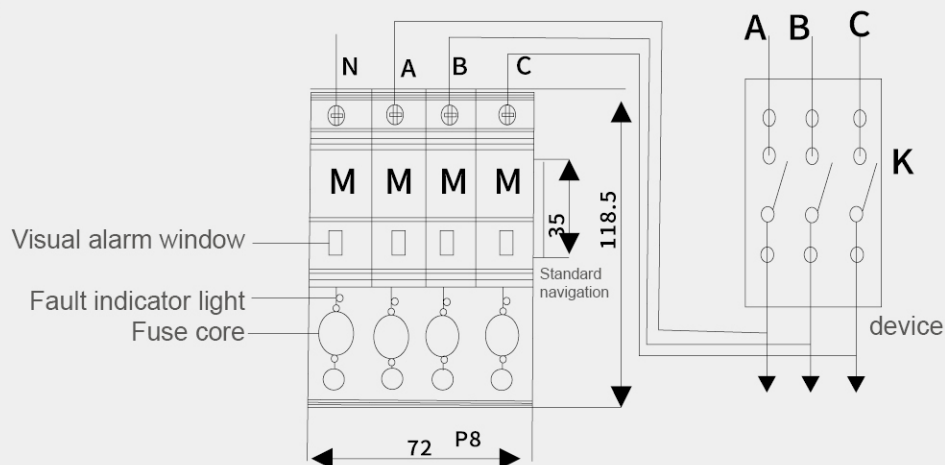 N A B C
A B C
M M M M
K
35
118.5
Visual alarm window
Standard
navigation
Fault indicator light
Fuse core
device
72 P8